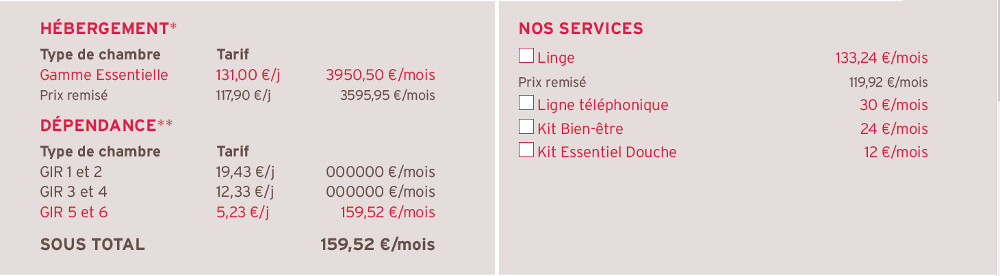 HÉBERGEMENT*
Type de chambre Tarif
Gamme Essentielle 131,00 €/j 3950,50 €/mois
Prix remisé 117,90 €/j 3595,95 €/mois
DÉPENDANCE**
Type de chambre Tarif
GIR 1 et 2 19,43 €/j 000000 €/mois
GIR 3 et 4 12,33 €/j 000000 €/mois
GIR 5 et 6 5,23 €/j 159,52 €/mois
SOUS TOTAL 159,52 €/mois
NOS SERVICES
Linge 133,24 €/mois
Prix remisé 119,92 €/mois
Ligne téléphonique 30 €/mois
Kit Bien-être 24 €/mois
Kit Essentiel Douche 12 €/mois